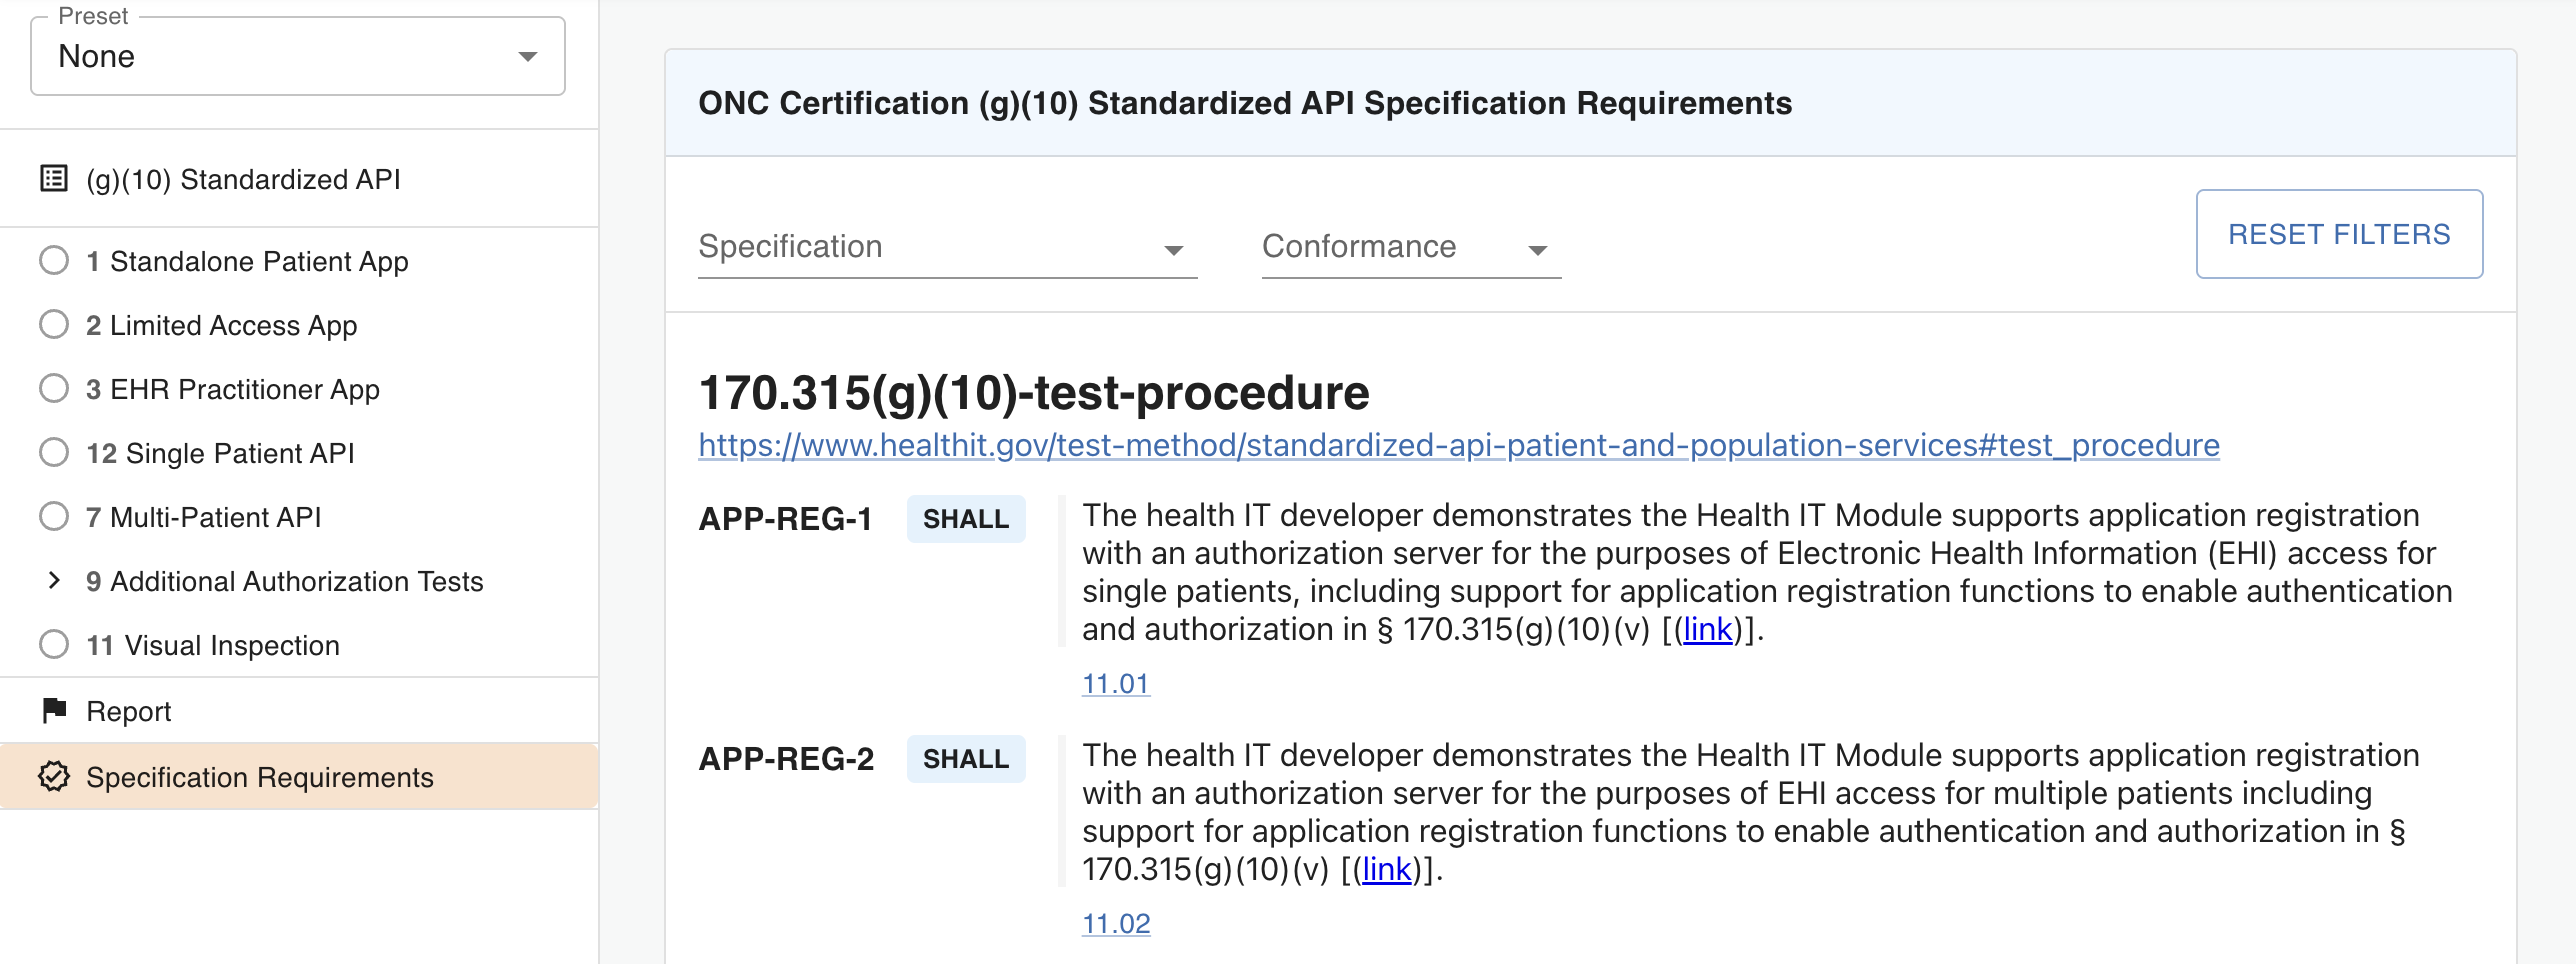 Preset
None
(g)(10) Standardized API
1 Standalone Patient App
2 Limited Access App
3 EHR Practitioner App
12 Single Patient API
7 Multi-Patient API
9 Additional Authorization Tests
11 Visual Inspection
Report
Specification Requirements
ONC Certification (g)(10) Standardized API Specification Requirements
Specification
Conformance
RESET FILTERS
170.315(g)(10)-test-procedure
https://www.healthit.gov/test-method/standardized-api-patient-and-population-services#test_procedure
APP-REG-1 SHALL The health IT developer demonstrates the Health IT Module supports application registration
with an authorization server for the purposes of Electronic Health Information (EHI) access for
single patients, including support for application registration functions to enable authentication
and authorization in § 170.315(g)(10)(v) [(link)].
11.01
APP-REG-2 SHALL The health IT developer demonstrates the Health IT Module supports application registration
with an authorization server for the purposes of EHI access for multiple patients including
support for application registration functions to enable authentication and authorization in §
170.315(g)(10)(v) [(link)].
11.02